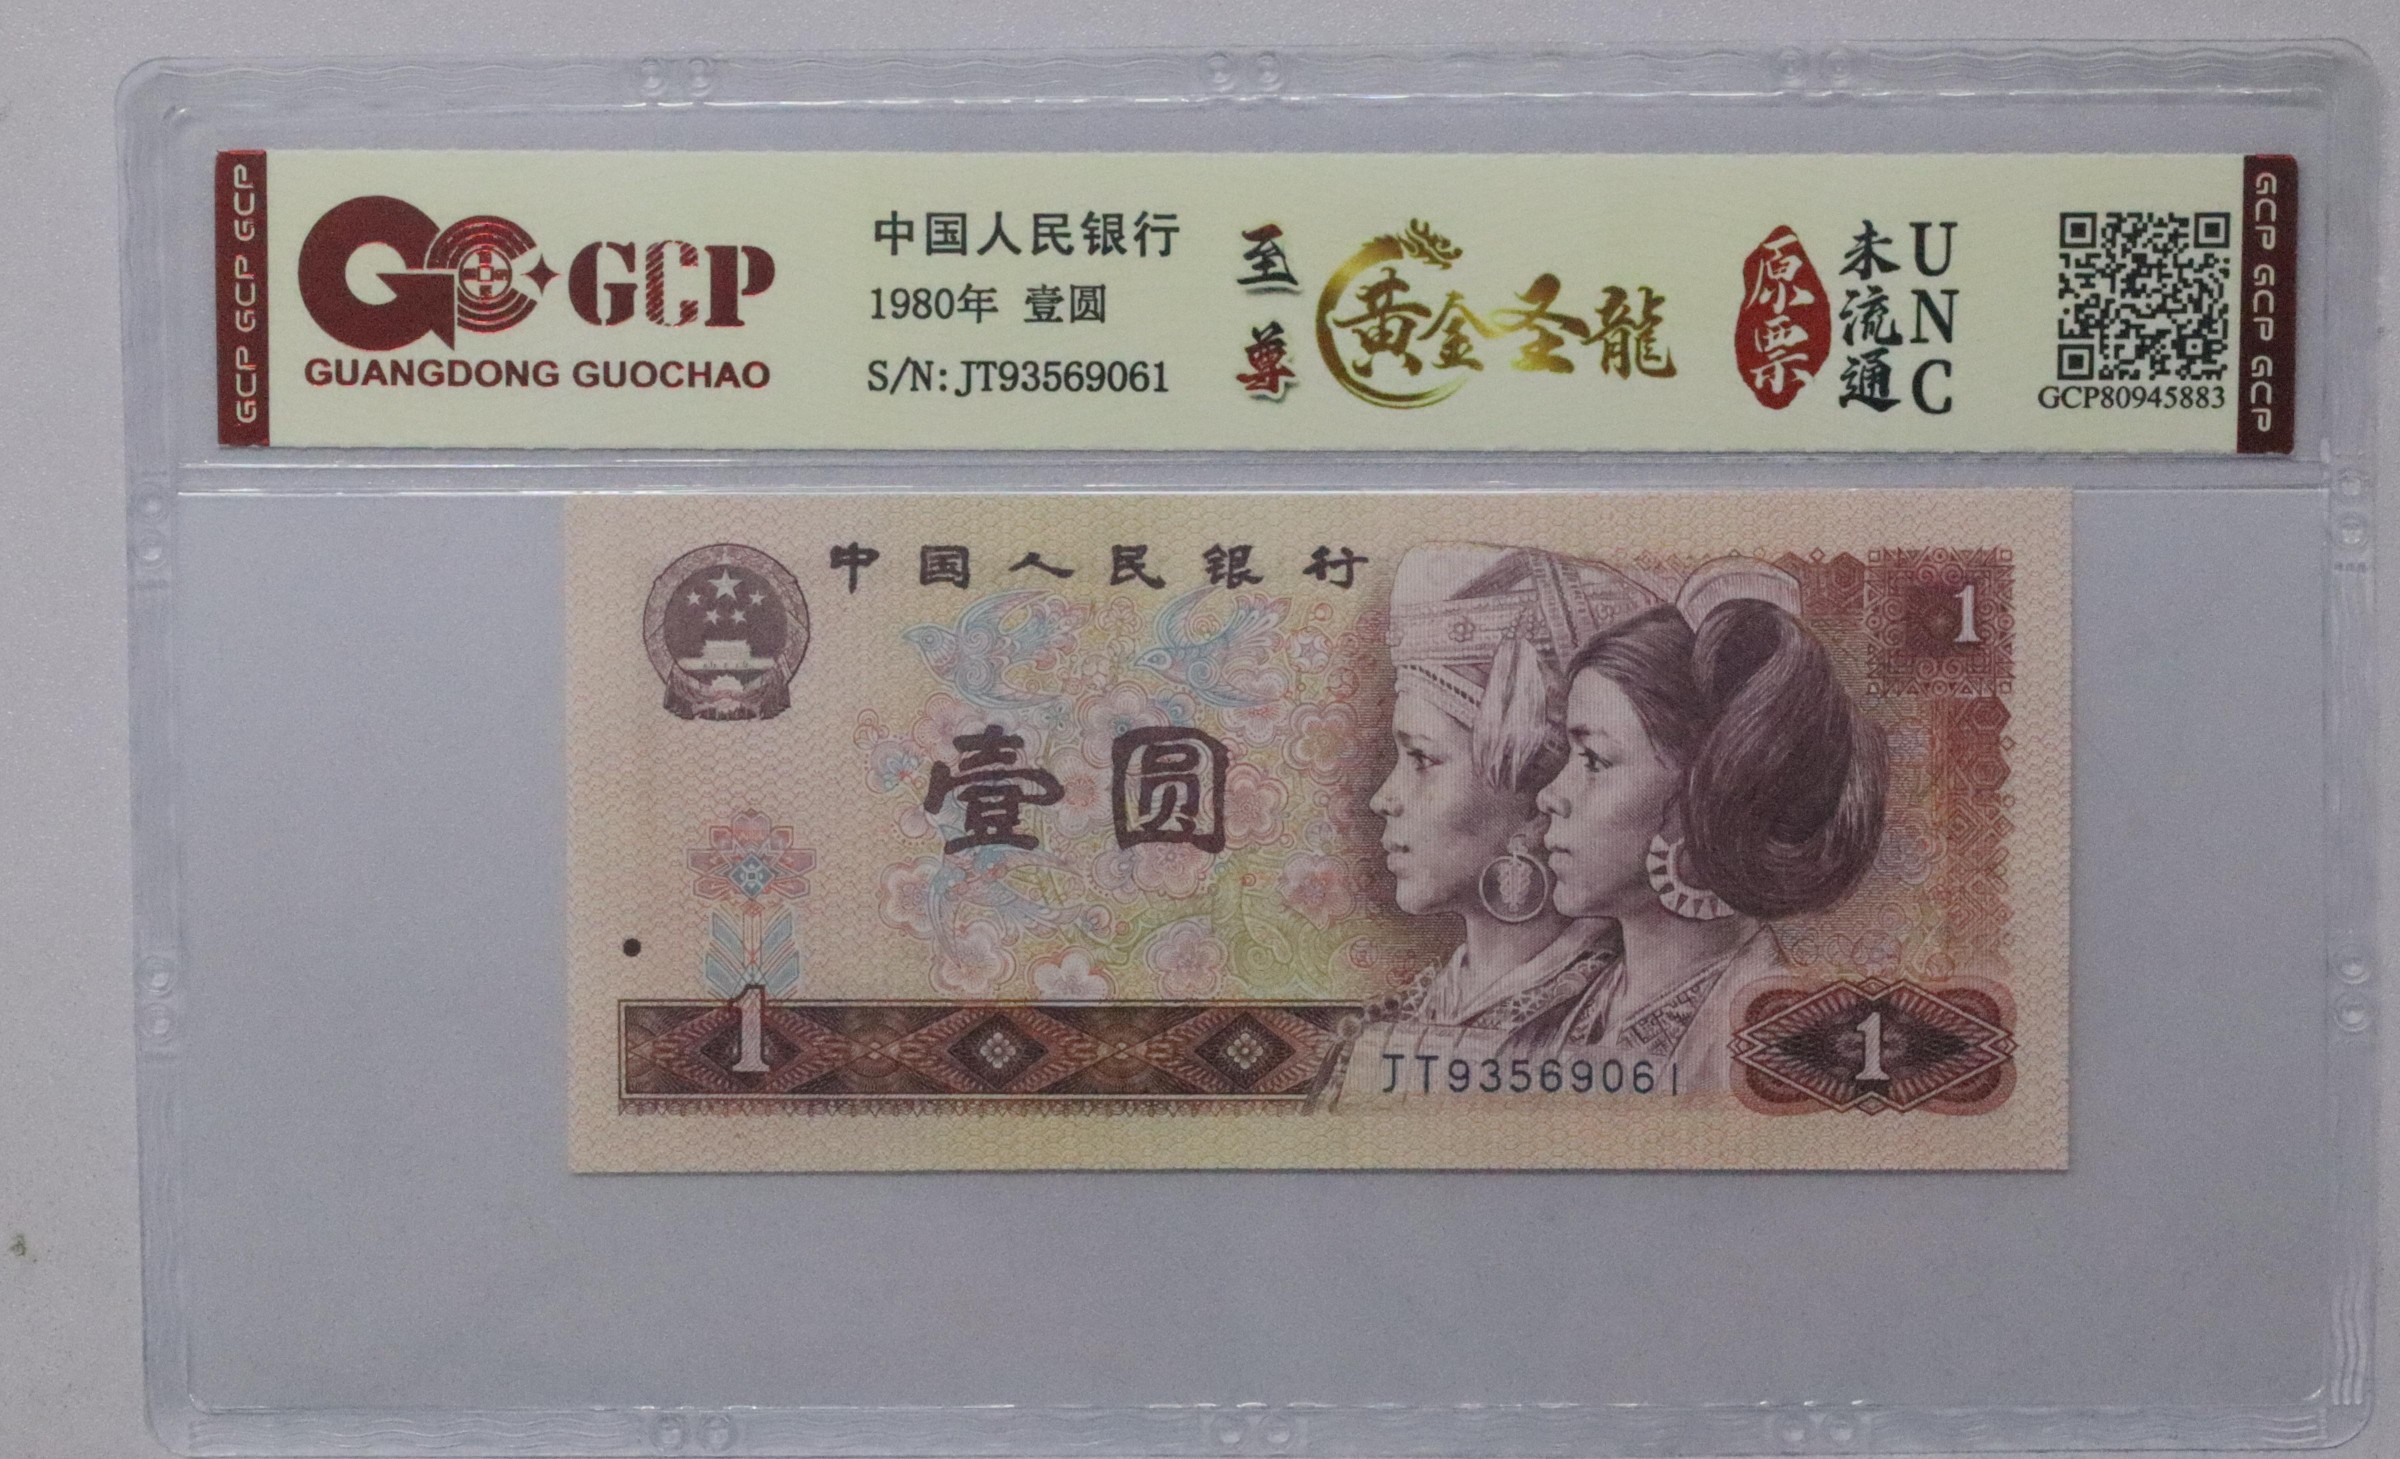 GCP GCP GCP
GCP
GUANGDONG GUOCHAO
中国人民银行
1980年 壹圆
S/N: JT93569061
至尊
黄金圣龍
原票
未流通
UNC
GCP80945883
GCP GCP GCP
中国人民银行
1
壹圆
1
JT93569061
1